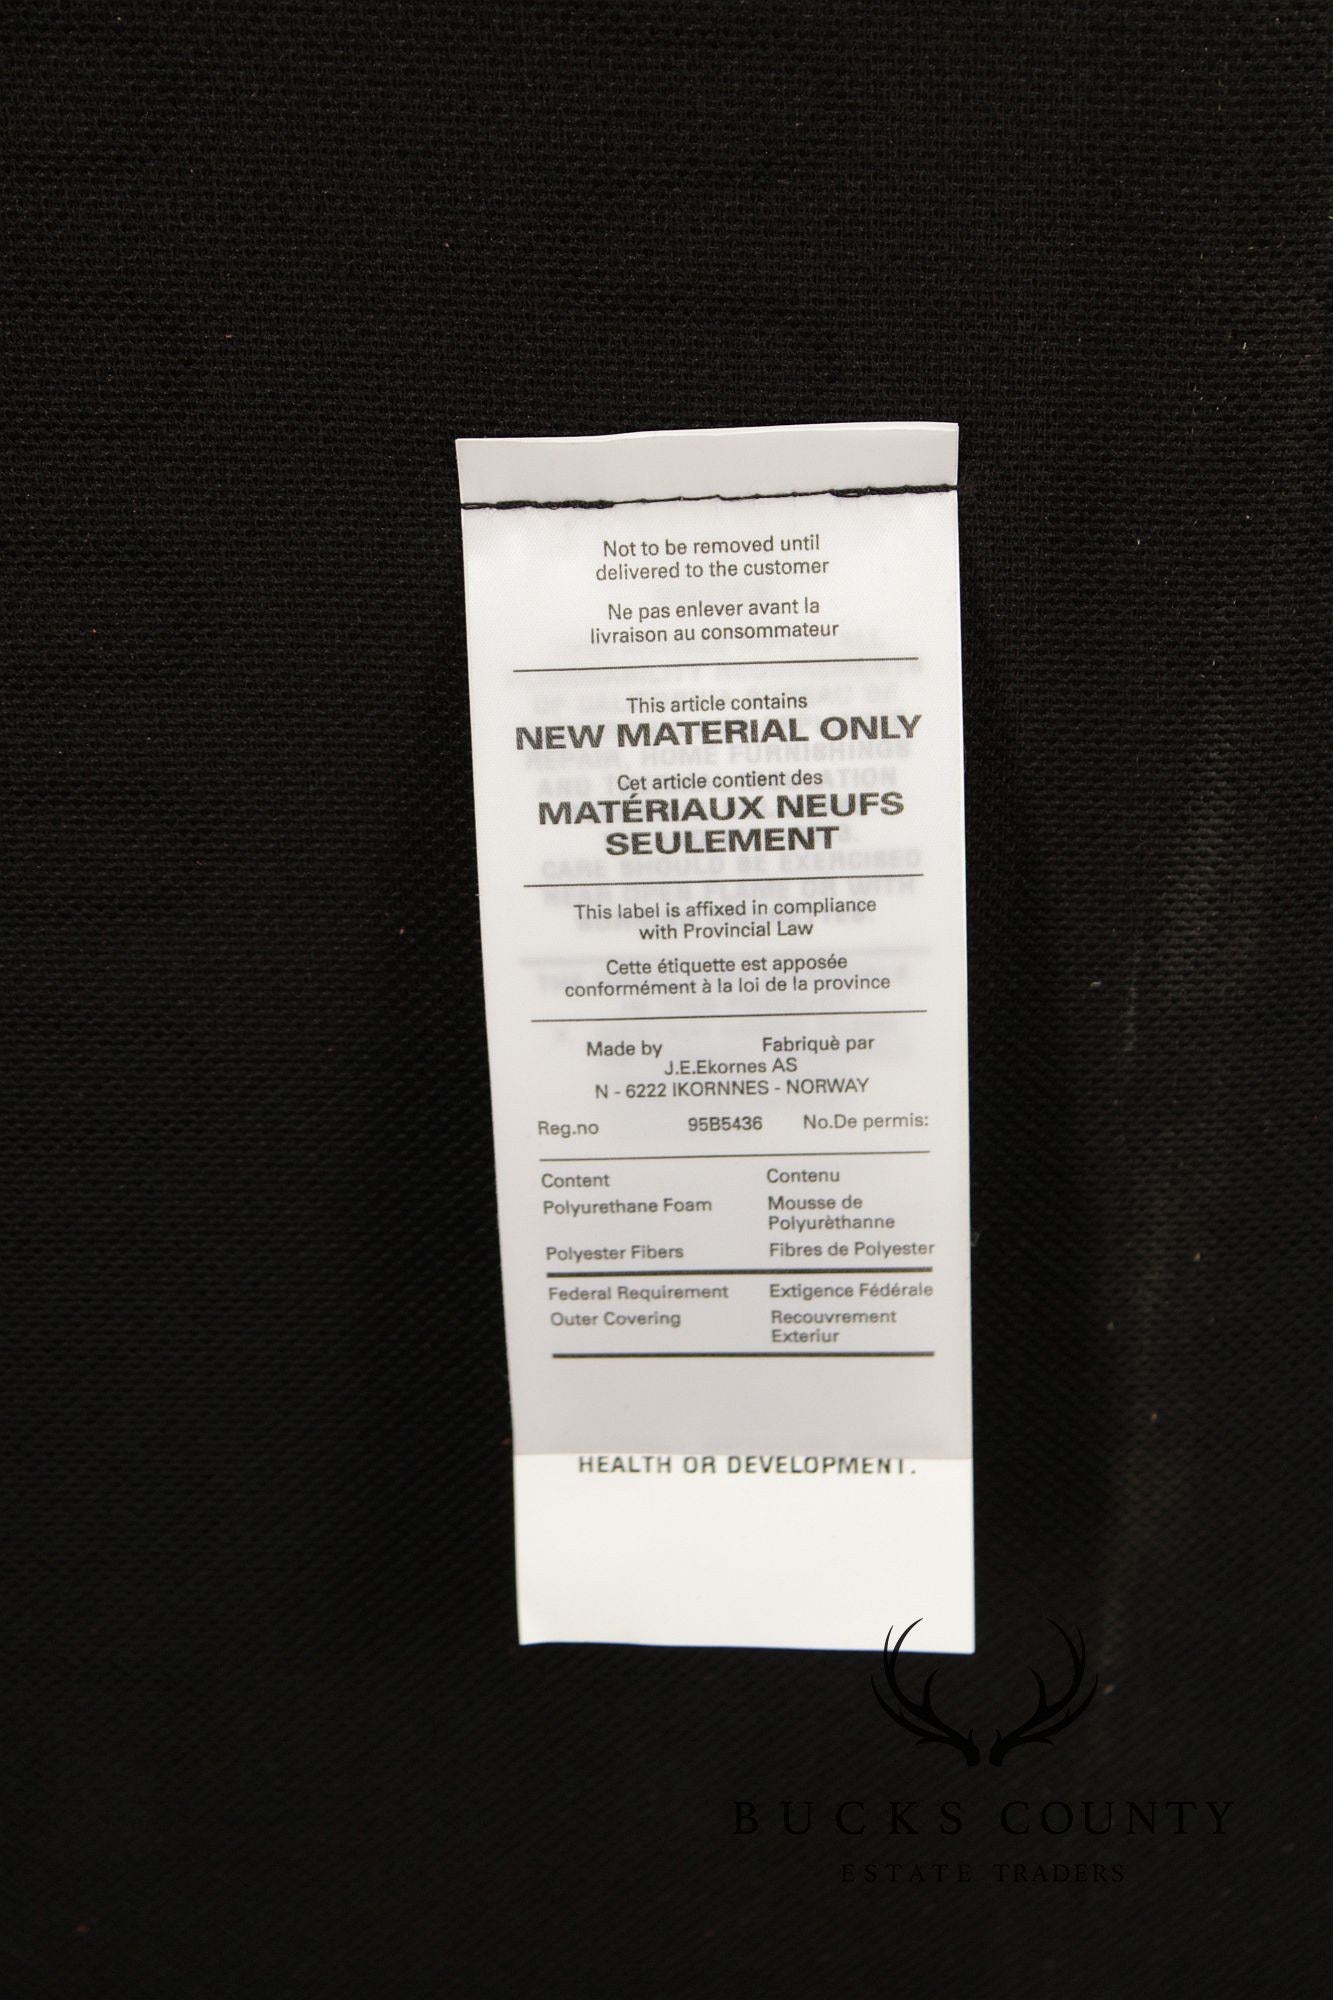 Not to be removed until
delivered to the customer
Ne pas enlever avant la
livraison au consommateur
This article contains
NEW MATERIAL ONLY
Cet article contient des
MATÉRIAUX NEUFS
SEULEMENT
This label is affixed in compliance
with Provincial Law
Cette étiquette est apposée
conformément à la loi de la province
Made by Fabriquè par
J.E.Ekornes AS
N - 6222 IKORNNES - NORWAY
Reg.no 95B5436 No.De permis:
Content Contenu
Polyurethane Foam Mousse de
Polyurèthanne
Polyester Fibers Fibres de Polyester
Federal Requirement Extigence Fédérale
Outer Covering Recouvrement
Exteriur
HEALTH OR DEVELOPMENT.
BUCKS COUNTY
ESTATE TRADERS